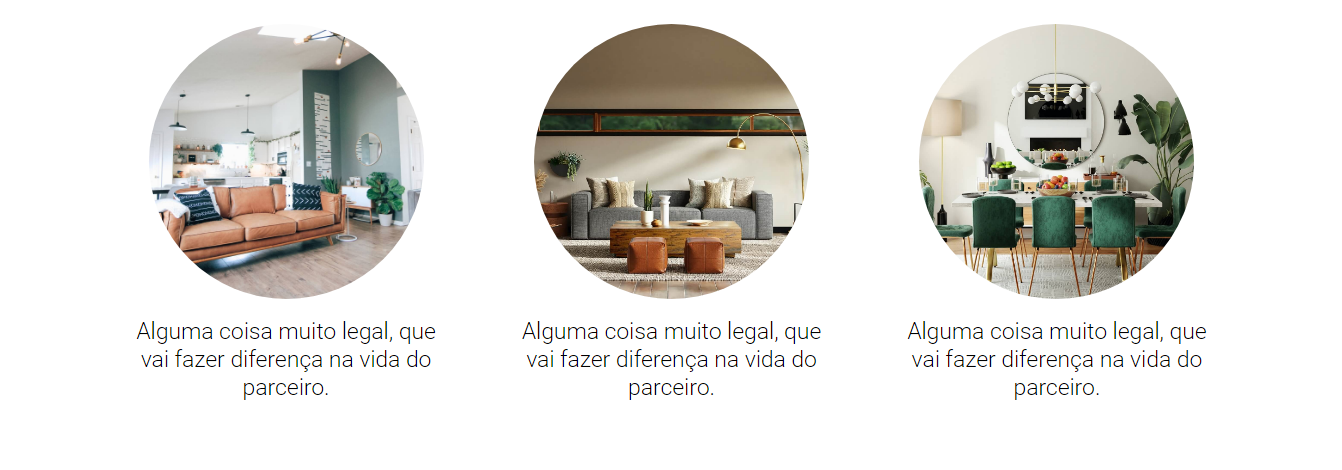 Alguma coisa muito legal, que
vai fazer diferença na vida do
parceiro.
Alguma coisa muito legal, que
vai fazer diferença na vida do
parceiro.
Alguma coisa muito legal, que
vai fazer diferença na vida do
parceiro.